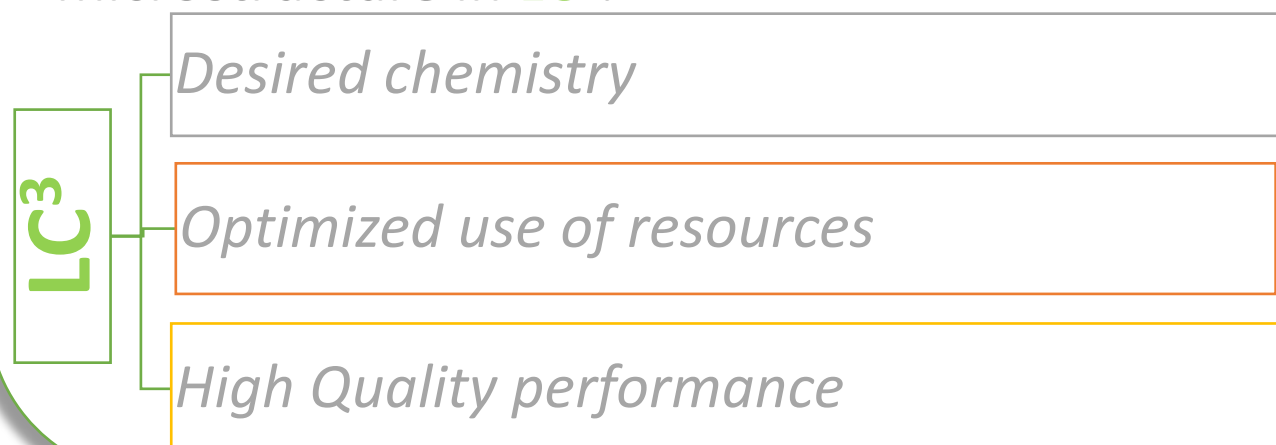 LC³
Desired chemistry
Optimized use of resources
High Quality performance